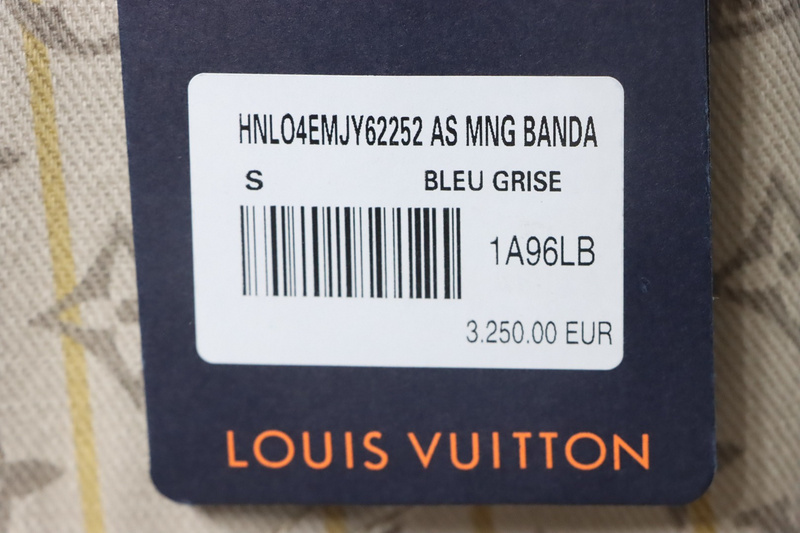 HNLO4EMJY62252 AS MNG BANDA
S BLEU GRISE
1A96LB
3.250.00 EUR
LOUIS VUITTON